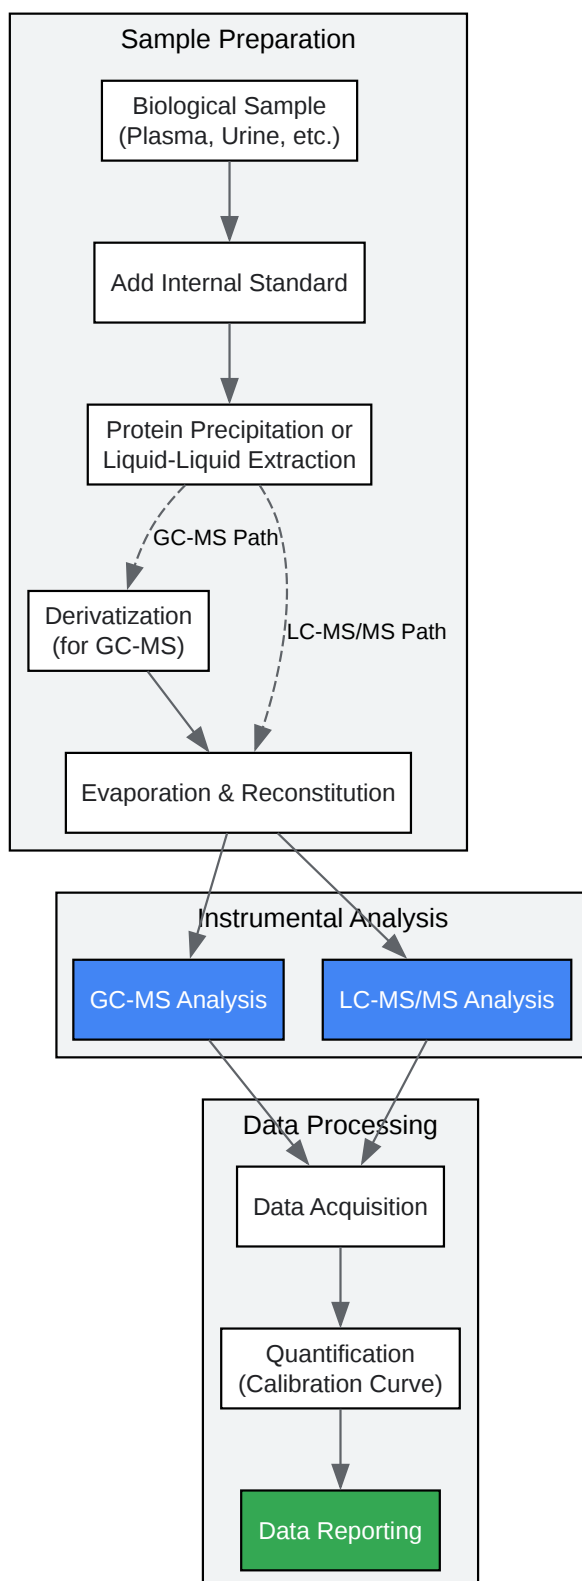 Sample Preparation
Biological Sample
(Plasma, Urine, etc.)
Add Internal Standard
Protein Precipitation or
Liquid-Liquid Extraction
GC-MS Path
Derivatization
(for GC-MS)
LC-MS/MS Path
Evaporation & Reconstitution
Instrumental Analysis
GC-MS Analysis
LC-MS/MS Analysis
Data Processing
Data Acquisition
Quantification
(Calibration Curve)
Data Reporting